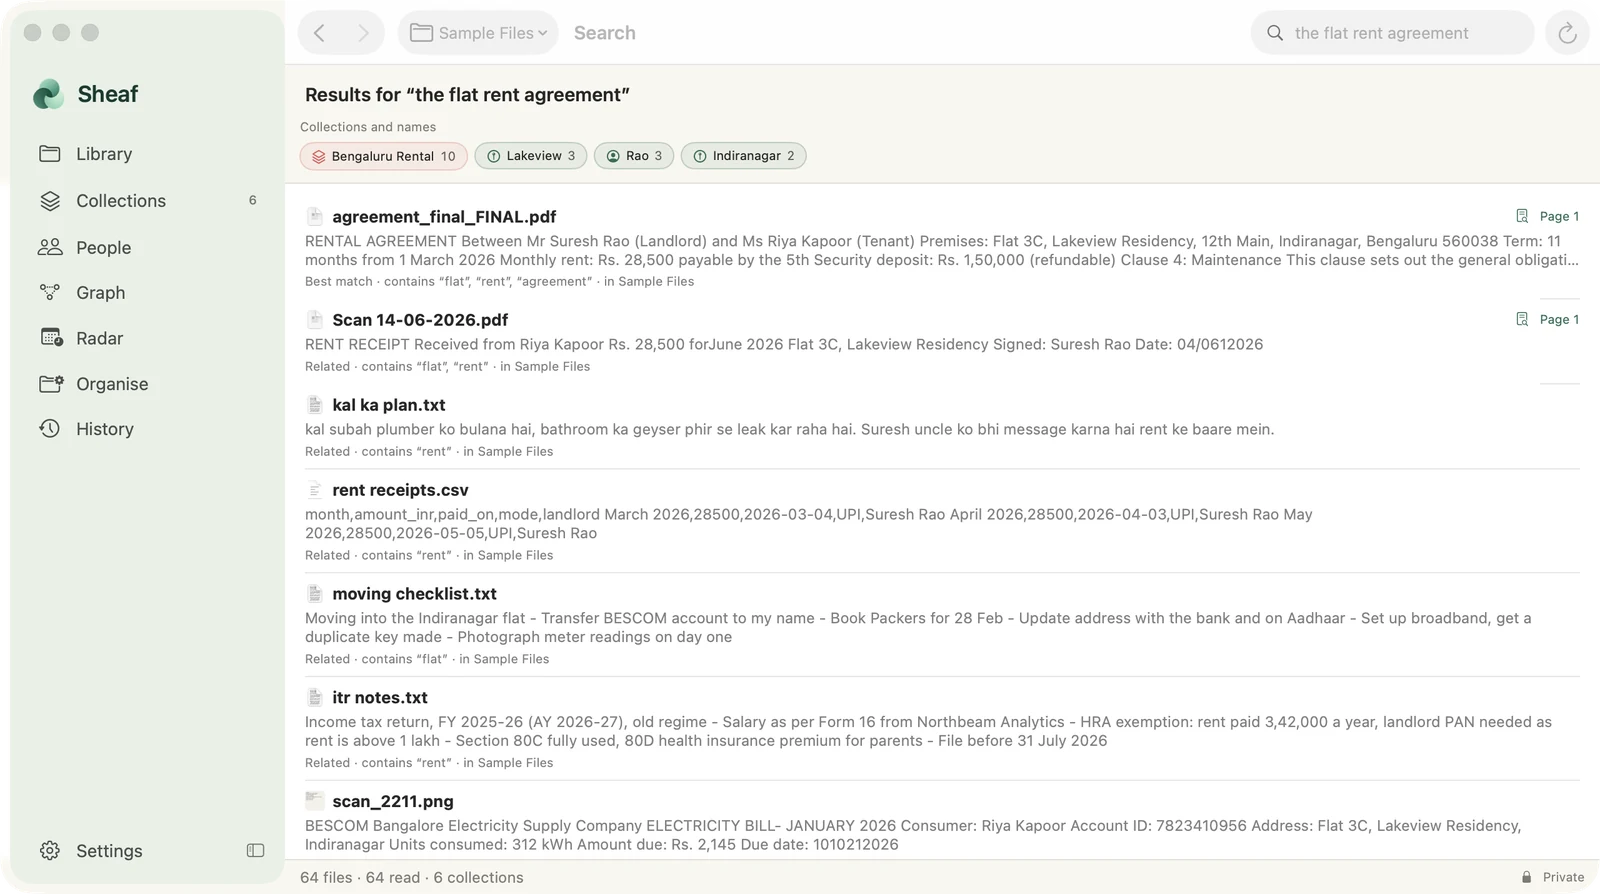 Sample Files
Search
the flat rent agreement
Sheaf
Library
Collections 6
People
Graph
Radar
Organise
History
Settings
Results for “the flat rent agreement”
Collections and names
Bengaluru Rental 10
Lakeview 3
Rao 3
Indiranagar 2
agreement_final_FINAL.pdf
Page 1
RENTAL AGREEMENT Between Mr Suresh Rao (Landlord) and Ms Riya Kapoor (Tenant) Premises: Flat 3C, Lakeview Residency, 12th Main, Indiranagar, Bengaluru 560038 Term: 11
months from 1 March 2026 Monthly rent: Rs. 28,500 payable by the 5th Security deposit: Rs. 1,50,000 (refundable) Clause 4: Maintenance This clause sets out the general obligati...
Best match · contains “flat”, “rent”, “agreement” · in Sample Files
Scan 14-06-2026.pdf
Page 1
RENT RECEIPT Received from Riya Kapoor Rs. 28,500 forJune 2026 Flat 3C, Lakeview Residency Signed: Suresh Rao Date: 04/0612026
Related · contains “flat”, “rent” · in Sample Files
kal ka plan.txt
kal subah plumber ko bulana hai, bathroom ka geyser phir se leak kar raha hai. Suresh uncle ko bhi message karna hai rent ke baare mein.
Related · contains “rent” · in Sample Files
rent receipts.csv
month,amount_inr,paid_on,mode,landlord March 2026,28500,2026-03-04,UPI,Suresh Rao April 2026,28500,2026-04-03,UPI,Suresh Rao May
2026,28500,2026-05-05,UPI,Suresh Rao
Related · contains “rent” · in Sample Files
moving checklist.txt
Moving into the Indiranagar flat - Transfer BESCOM account to my name - Book Packers for 28 Feb - Update address with the bank and on Aadhaar - Set up broadband, get a
duplicate key made - Photograph meter readings on day one
Related · contains “flat” · in Sample Files
itr notes.txt
Income tax return, FY 2025-26 (AY 2026-27), old regime - Salary as per Form 16 from Northbeam Analytics - HRA exemption: rent paid 3,42,000 a year, landlord PAN needed as
rent is above 1 lakh - Section 80C fully used, 80D health insurance premium for parents - File before 31 July 2026
Related · contains “rent” · in Sample Files
scan_2211.png
BESCOM Bangalore Electricity Supply Company ELECTRICITY BILL- JANUARY 2026 Consumer: Riya Kapoor Account ID: 7823410956 Address: Flat 3C, Lakeview Residency,
Indiranagar Units consumed: 312 kWh Amount due: Rs. 2,145 Due date: 1010212026
64 files · 64 read · 6 collections
Private